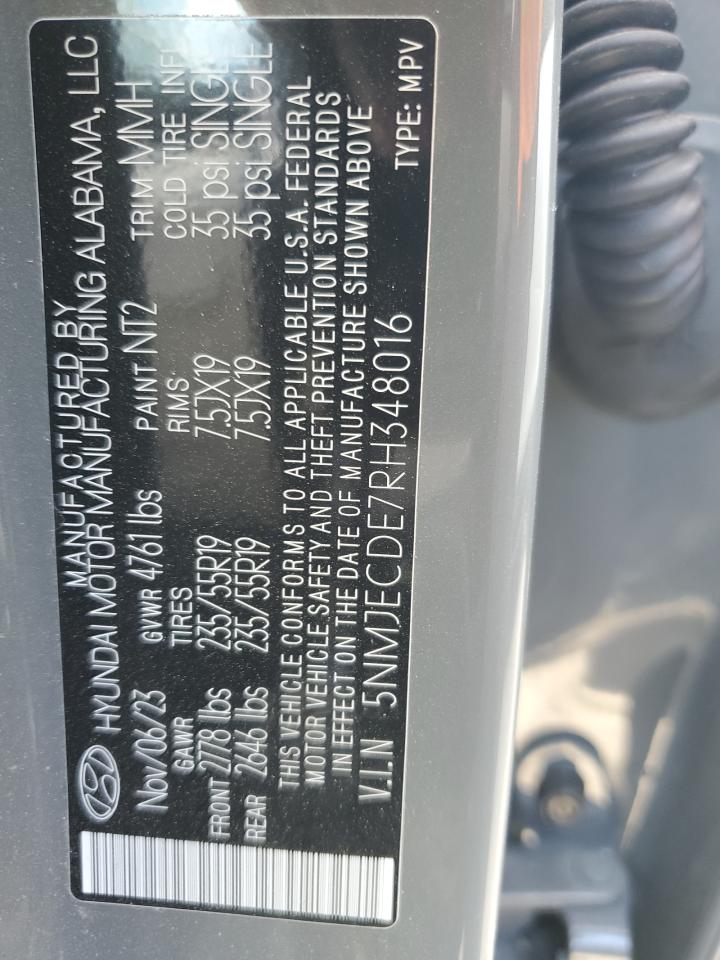 MANUFACTURED BY
HYUNDAI MOTOR MANUFACTURING ALABAMA, LLC
Nov/06/23 GVWR 4761 lbs PAINT NT2 TRIM MMH
GAWR TIRES RIMS COLD TIRE INFL
FRONT 2778 lbs 235/55R19 7.5JX19 35 psi SINGLE
REAR 2646 lbs 235/55R19 7.5JX19 35 psi SINGLE
THIS VEHICLE CONFORMS TO ALL APPLICABLE U.S.A. FEDERAL
MOTOR VEHICLE SAFETY AND THEFT PREVENTION STANDARDS
IN EFFECT ON THE DATE OF MANUFACTURE SHOWN ABOVE
V.I.N 5NMJECDE7RH348016 TYPE: MPV